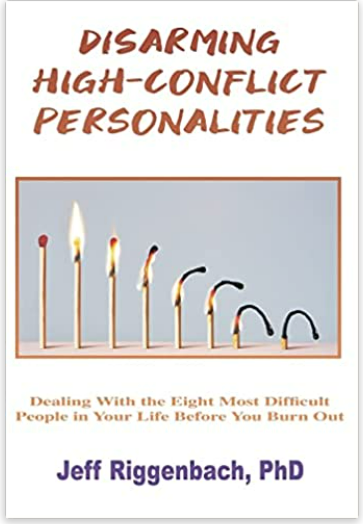 DISARMING
HIGH-CONFLICT
PERSONALITIES
Dealing With the Eight Most Difficult
People in Your Life Before You Burn Out
Jeff Riggenbach, PhD